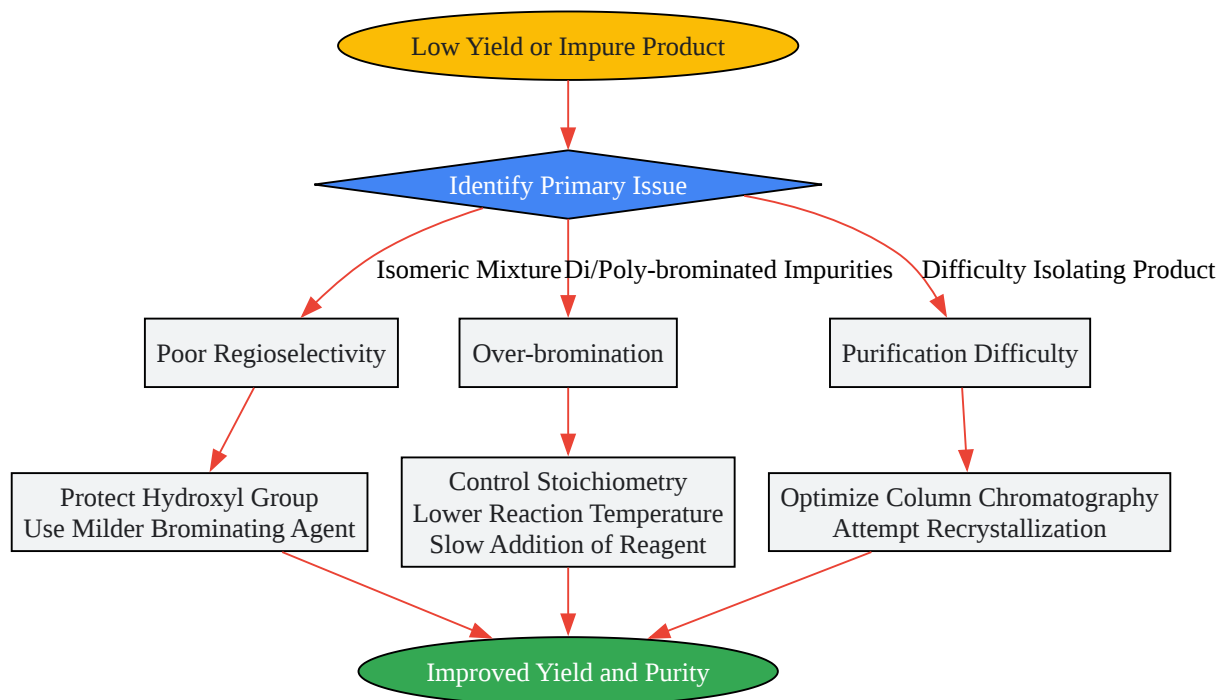 Low Yield or Impure Product
Identify Primary Issue
Isomeric Mixture
Di/Poly-brominated Impurities
Difficulty Isolating Product
Poor Regioselectivity
Over-bromination
Purification Difficulty
Protect Hydroxyl Group
Use Milder Brominating Agent
Control Stoichiometry
Lower Reaction Temperature
Slow Addition of Reagent
Optimize Column Chromatography
Attempt Recrystallization
Improved Yield and Purity